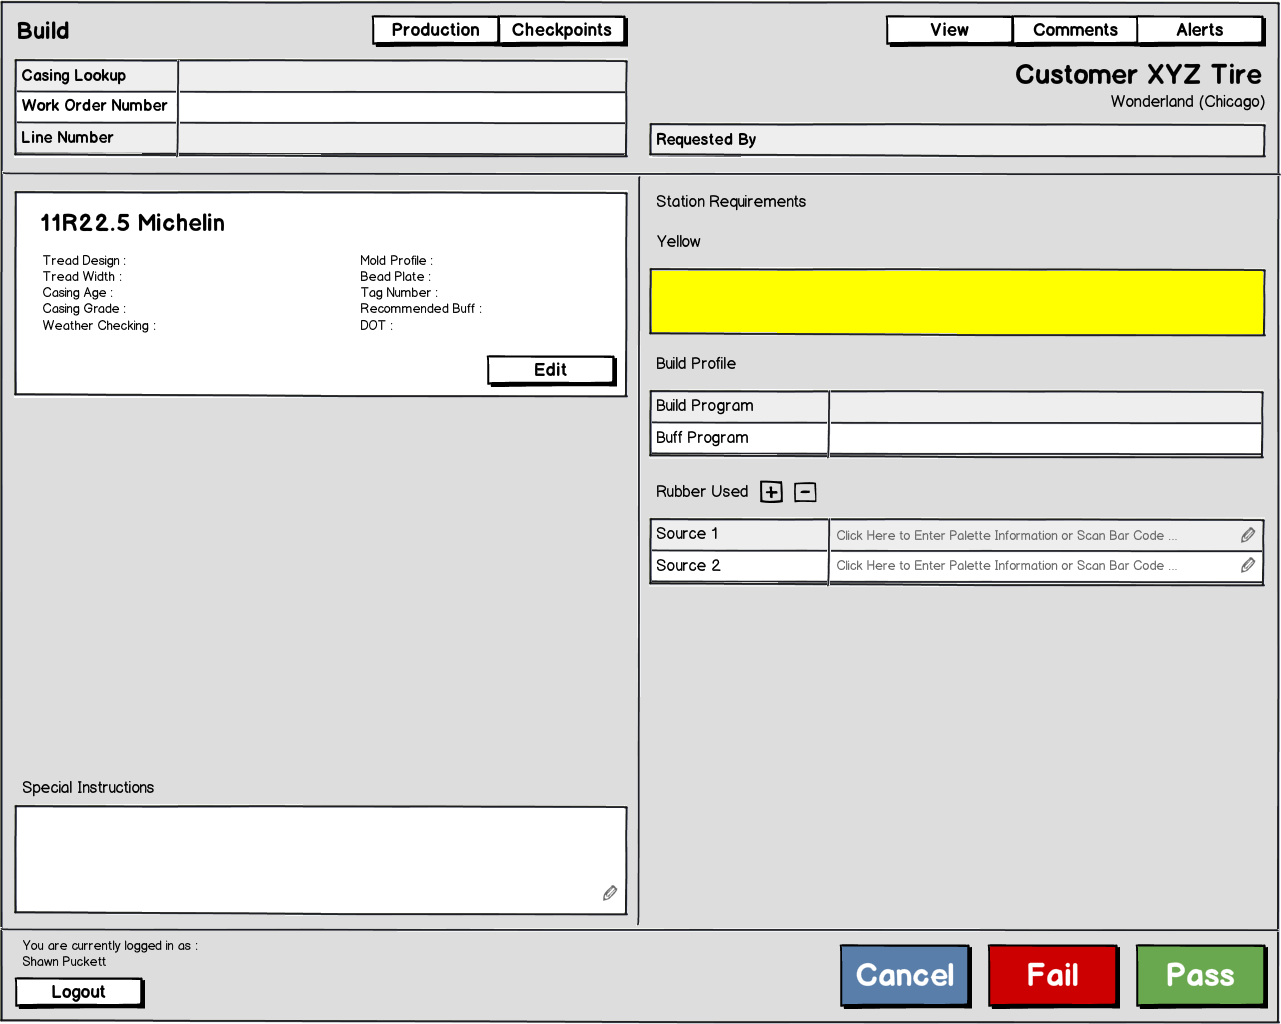 Build
Production
Checkpoints
View
Comments
Alerts
Casing Lookup
Work Order Number
Line Number
Customer XYZ Tire
Wonderland (Chicago)
Requested By
11R22.5 Michelin
Tread Design :
Tread Width :
Casing Age :
Casing Grade :
Weather Checking :
Mold Profile :
Bead Plate :
Tag Number :
Recommended Buff :
DOT :
Edit
Special Instructions
Station Requirements
Yellow
Build Profile
Build Program
Buff Program
Rubber Used + -
Source 1 Click Here to Enter Palette Information or Scan Bar Code ...
Source 2 Click Here to Enter Palette Information or Scan Bar Code ...
You are currently logged in as :
Shawn Puckett
Logout
Cancel
Fail
Pass